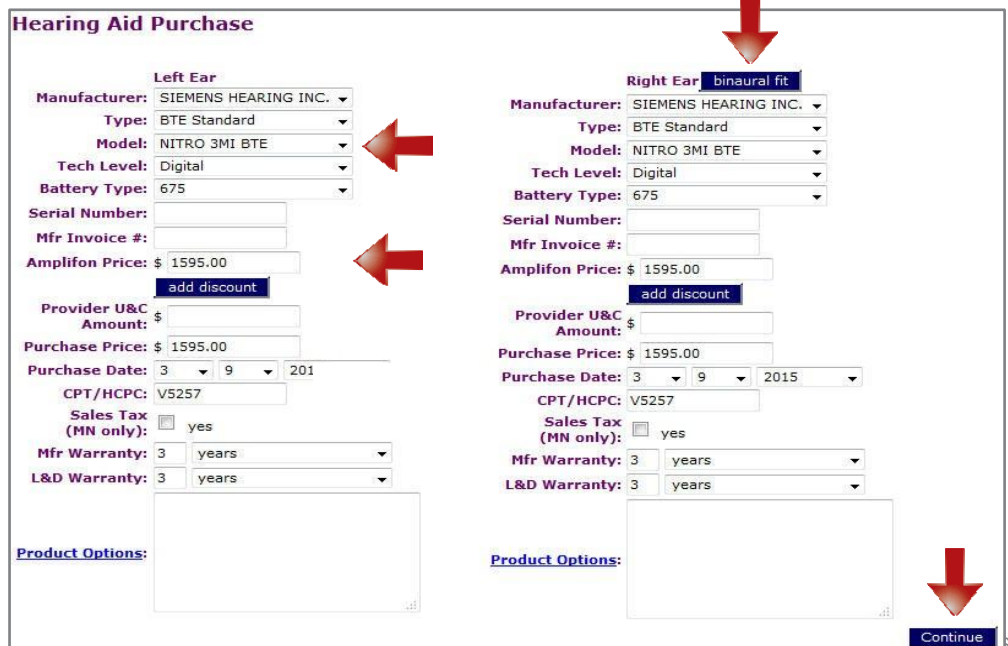 Hearing Aid Purchase
Left Ear
Manufacturer: SIEMENS HEARING INC.
Type: BTE Standard
Model: NITRO 3MI BTE
Tech Level: Digital
Battery Type: 675
Serial Number:
Mfr Invoice #:
Amplifon Price: $ 1595.00
add discount
Provider U&C
Amount: $
Purchase Price: $ 1595.00
Purchase Date: 3 9 201
CPT/HCPC: V5257
Sales Tax
(MN only): yes
Mfr Warranty: 3 years
L&D Warranty: 3 years
Product Options:
Right Ear binaural fit
Manufacturer: SIEMENS HEARING INC.
Type: BTE Standard
Model: NITRO 3MI BTE
Tech Level: Digital
Battery Type: 675
Serial Number:
Mfr Invoice #:
Amplifon Price: $ 1595.00
add discount
Provider U&C
Amount: $
Purchase Price: $ 1595.00
Purchase Date: 3 9 2015
CPT/HCPC: V5257
Sales Tax
(MN only): yes
Mfr Warranty: 3 years
L&D Warranty: 3 years
Product Options:
Continue